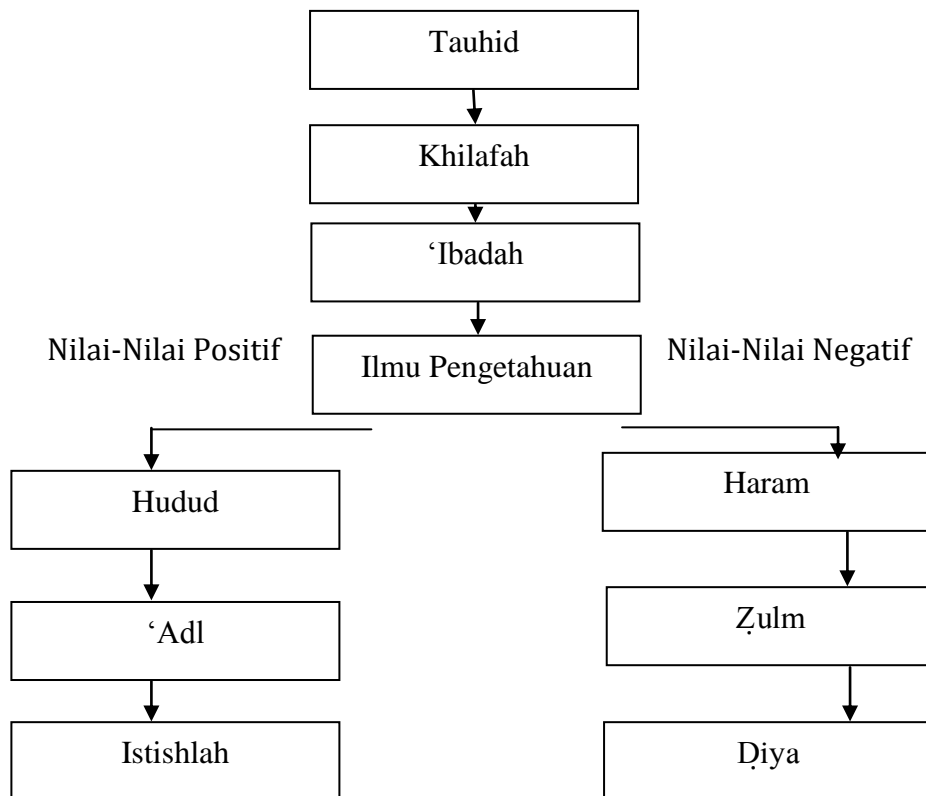 Tauhid
Khilafah
‘Ibadah
Nilai-Nilai Positif
Ilmu Pengetahuan
Nilai-Nilai Negatif
Hudud
Haram
‘Adl
Ẓulm
Istishlah
Ḍiya